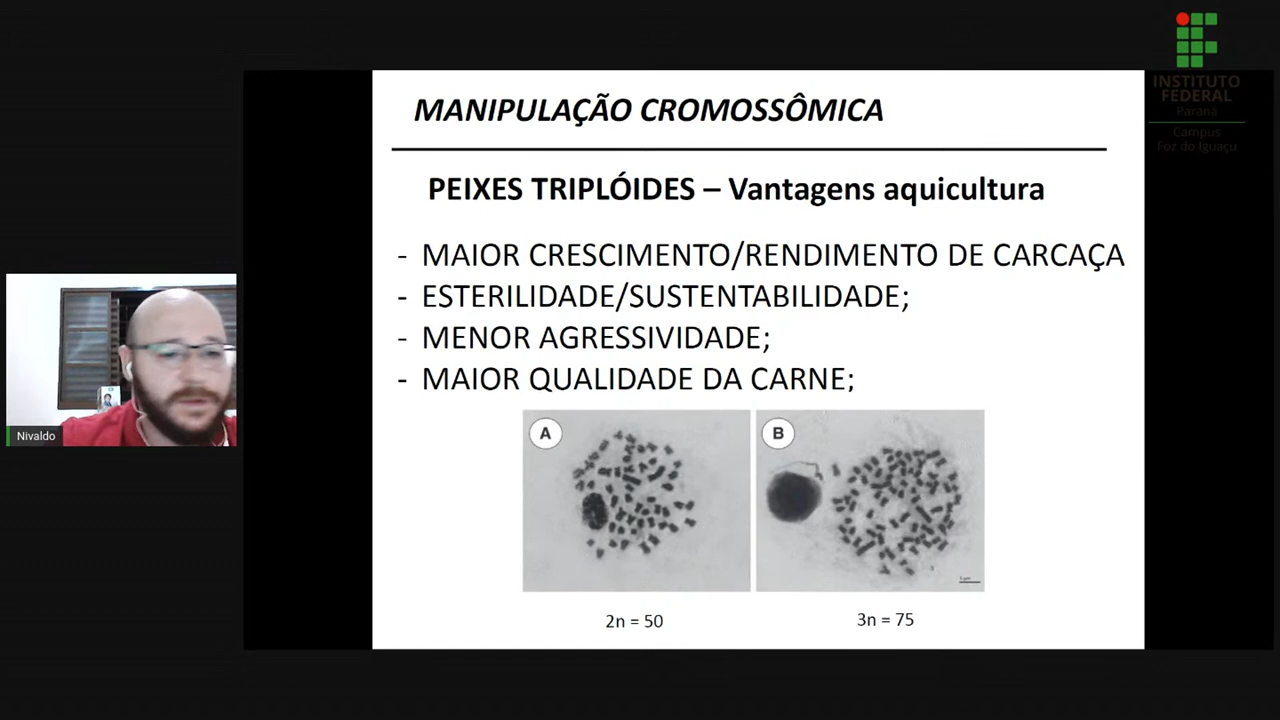 INSTITUTO
FEDERAL
Paraná
Campus
Foz do Iguaçu
MANIPULAÇÃO CROMOSSÔMICA
PEIXES TRIPLÓIDES – Vantagens aquicultura
- MAIOR CRESCIMENTO/RENDIMENTO DE CARCAÇA
- ESTERILIDADE/SUSTENTABILIDADE;
- MENOR AGRESSIVIDADE;
- MAIOR QUALIDADE DA CARNE;
A
B
2n = 50
3n = 75
Nivaldo